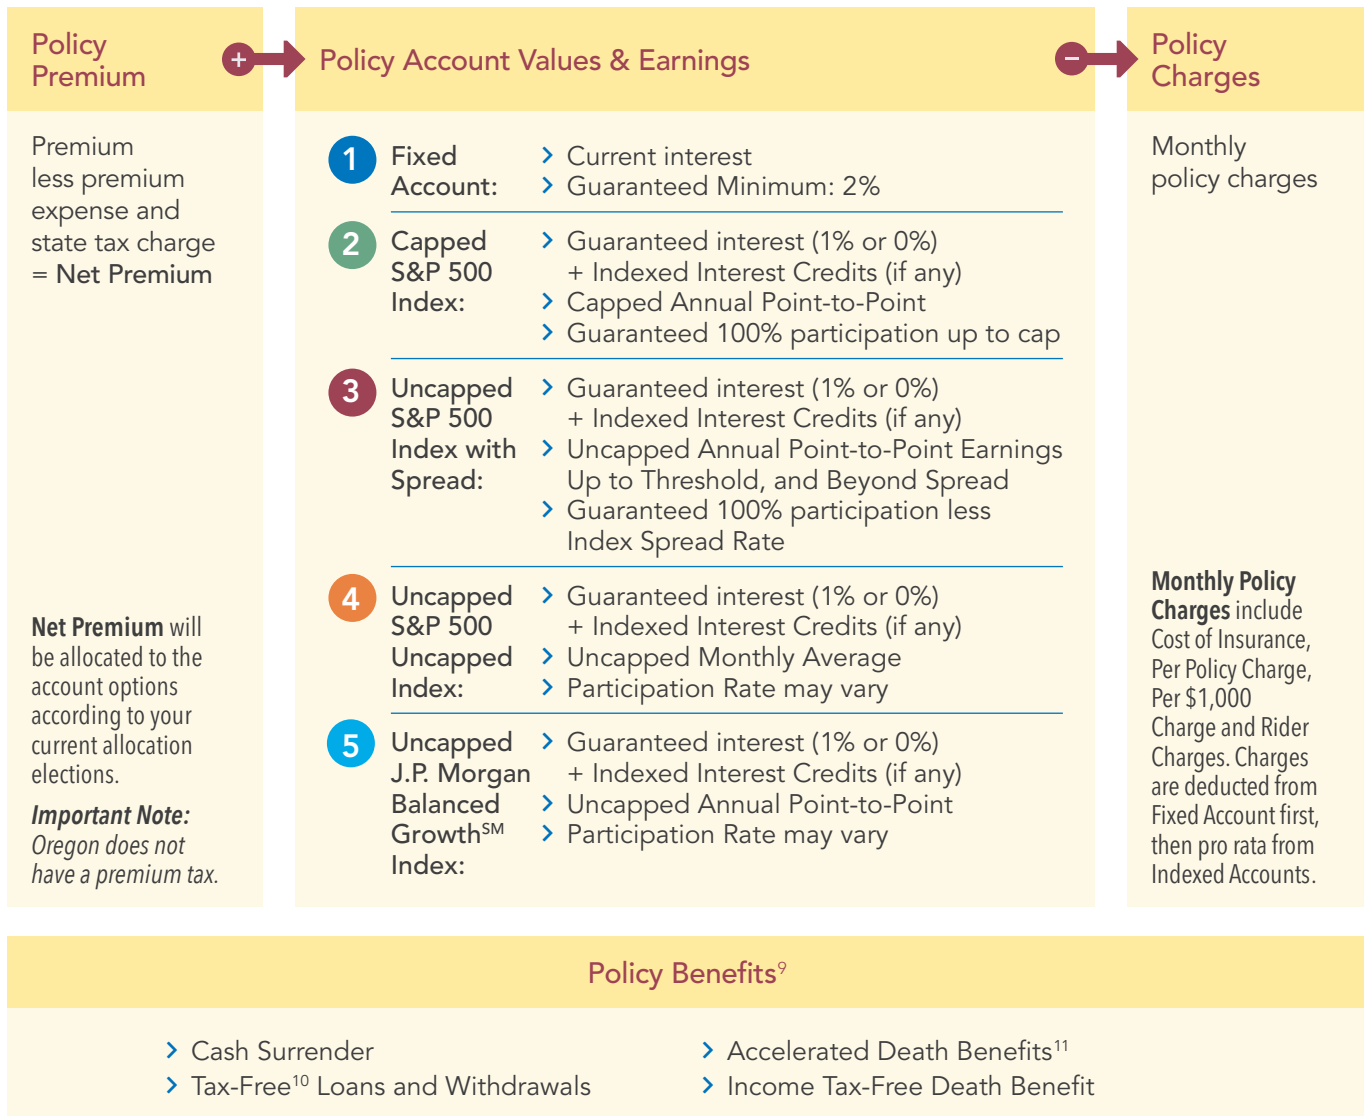 Policy
Premium
+
Policy Account Values & Earnings
−
Policy
Charges
Premium
less premium
expense and
state tax charge
= Net Premium
Net Premium will
be allocated to the
account options
according to your
current allocation
elections.
Important Note:
Oregon does not
have a premium tax.
1
Fixed
Account:
> Current interest
> Guaranteed Minimum: 2%
2
Capped
S&P 500
Index:
> Guaranteed interest (1% or 0%)
+ Indexed Interest Credits (if any)
> Capped Annual Point-to-Point
> Guaranteed 100% participation up to cap
3
Uncapped
S&P 500
Index with
Spread:
> Guaranteed interest (1% or 0%)
+ Indexed Interest Credits (if any)
> Uncapped Annual Point-to-Point Earnings
Up to Threshold, and Beyond Spread
> Guaranteed 100% participation less
Index Spread Rate
4
Uncapped
S&P 500
Uncapped
Index:
> Guaranteed interest (1% or 0%)
+ Indexed Interest Credits (if any)
> Uncapped Monthly Average
> Participation Rate may vary
5
Uncapped
J.P. Morgan
Balanced
Growth℠
Index:
> Guaranteed interest (1% or 0%)
+ Indexed Interest Credits (if any)
> Uncapped Annual Point-to-Point
> Participation Rate may vary
Monthly
policy charges
Monthly Policy
Charges include
Cost of Insurance,
Per Policy Charge,
Per $1,000
Charge and Rider
Charges. Charges
are deducted from
Fixed Account first,
then pro rata from
Indexed Accounts.
Policy Benefits⁹
> Cash Surrender
> Tax-Free¹⁰ Loans and Withdrawals
> Accelerated Death Benefits¹¹
> Income Tax-Free Death Benefit